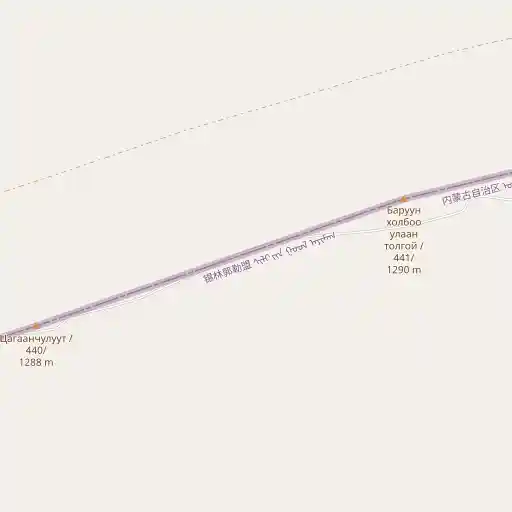 内蒙古自治区
Баруун
холбоо
улаан
толгой /
441/
1290 m
锡林郭勒盟
Цагаанчулуут /
440/
1288 m